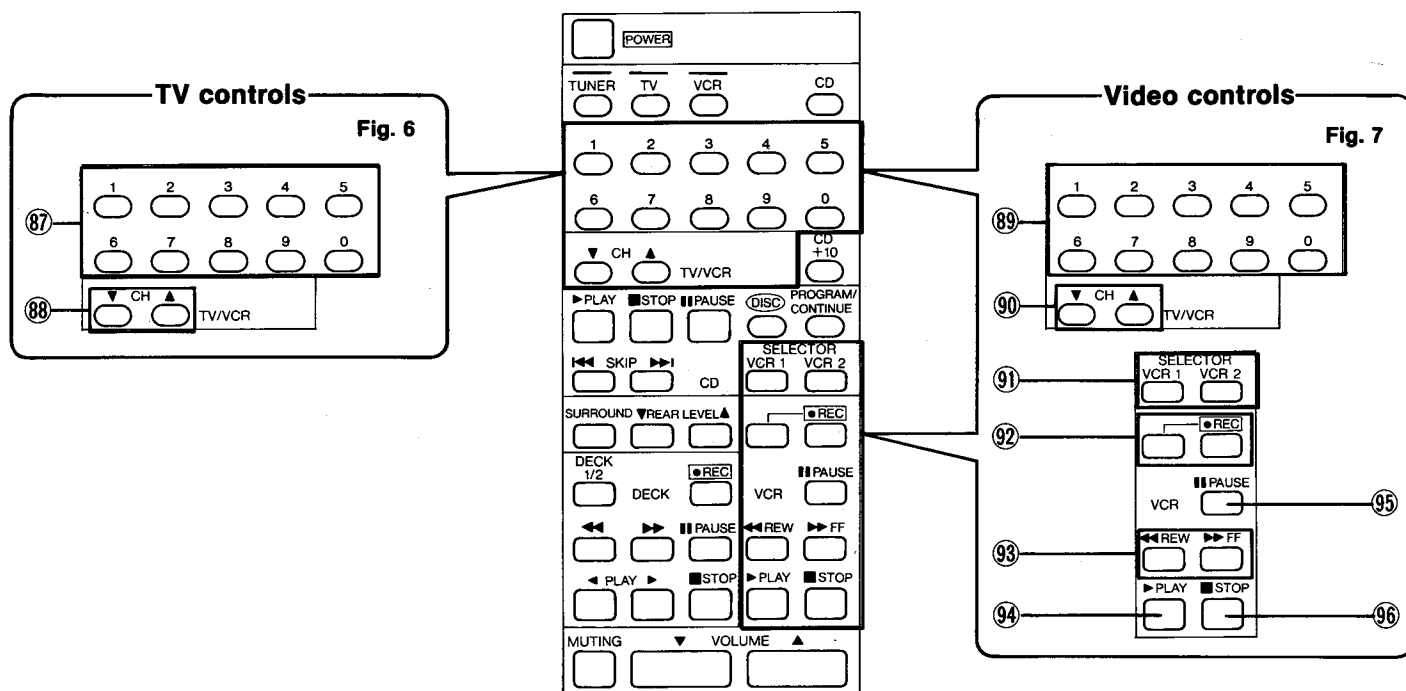 TV controls
Fig. 6
1 2 3 4 5
87
6 7 8 9 0
88
▼ CH ▲
TV/VCR
POWER
TUNER TV VCR CD
1 2 3 4 5
6 7 8 9 0
▼ CH ▲ TV/VCR
CD +10
▶PLAY ■STOP ▮▮PAUSE
DISC
PROGRAM/
CONTINUE
⏮ SKIP ⏭ CD
SELECTOR
VCR 1 VCR 2
SURROUND ▼REAR LEVEL▲
●REC
DECK
1/2
DECK
●REC
VCR
▮▮PAUSE
◀◀ ▶▶ ▮▮PAUSE
◀◀REW ▶▶FF
◀ PLAY ▶ ■STOP
▶PLAY ■STOP
MUTING ▼ VOLUME ▲
Video controls
Fig. 7
1 2 3 4 5
89
6 7 8 9 0
90
▼ CH ▲
TV/VCR
91
SELECTOR
VCR 1 VCR 2
92
●REC
VCR
▮▮PAUSE
95
93
◀◀REW ▶▶FF
▶PLAY ■STOP
94
96